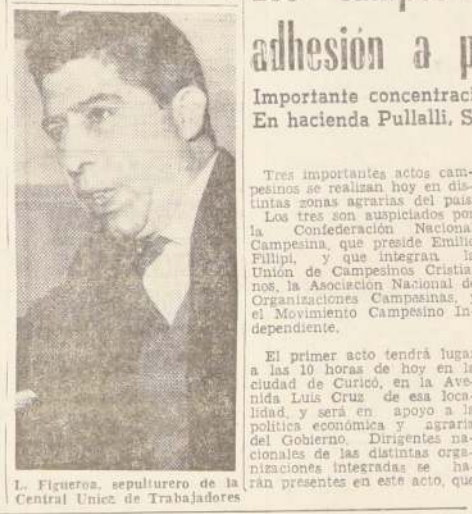 adhesión a
Importante
En hacienda Pullalli,
Tres importantes actos cam-
pesinos se realizan hoy en dis-
tintas zonas agrarias del país
Los tres son auspiciados por
la Confederación Naciona
Campesina, que preside Emilio
Fillipi, y que integran la
Unión de Campesinos Cristia
nos, la Asociación Nacional de
Organizaciones Campasinas,
el Movimiento Campesino In-
dependiente.
El primer acto tendrá lugar
a las 10 horas de hoy en la
ciudad de Curicó, en la Ave-
nida Luis Cruz de esa loca-
lidad, y será en apoyo a la
política económica y agraria
del Gobierno. Dirigentes na-
cionales de las distintas orga-
nizaciones integradas se ha-
rán presentes en este acto, que
L. Figueroa, sepulturero de la
Central Unica de Trabajadores